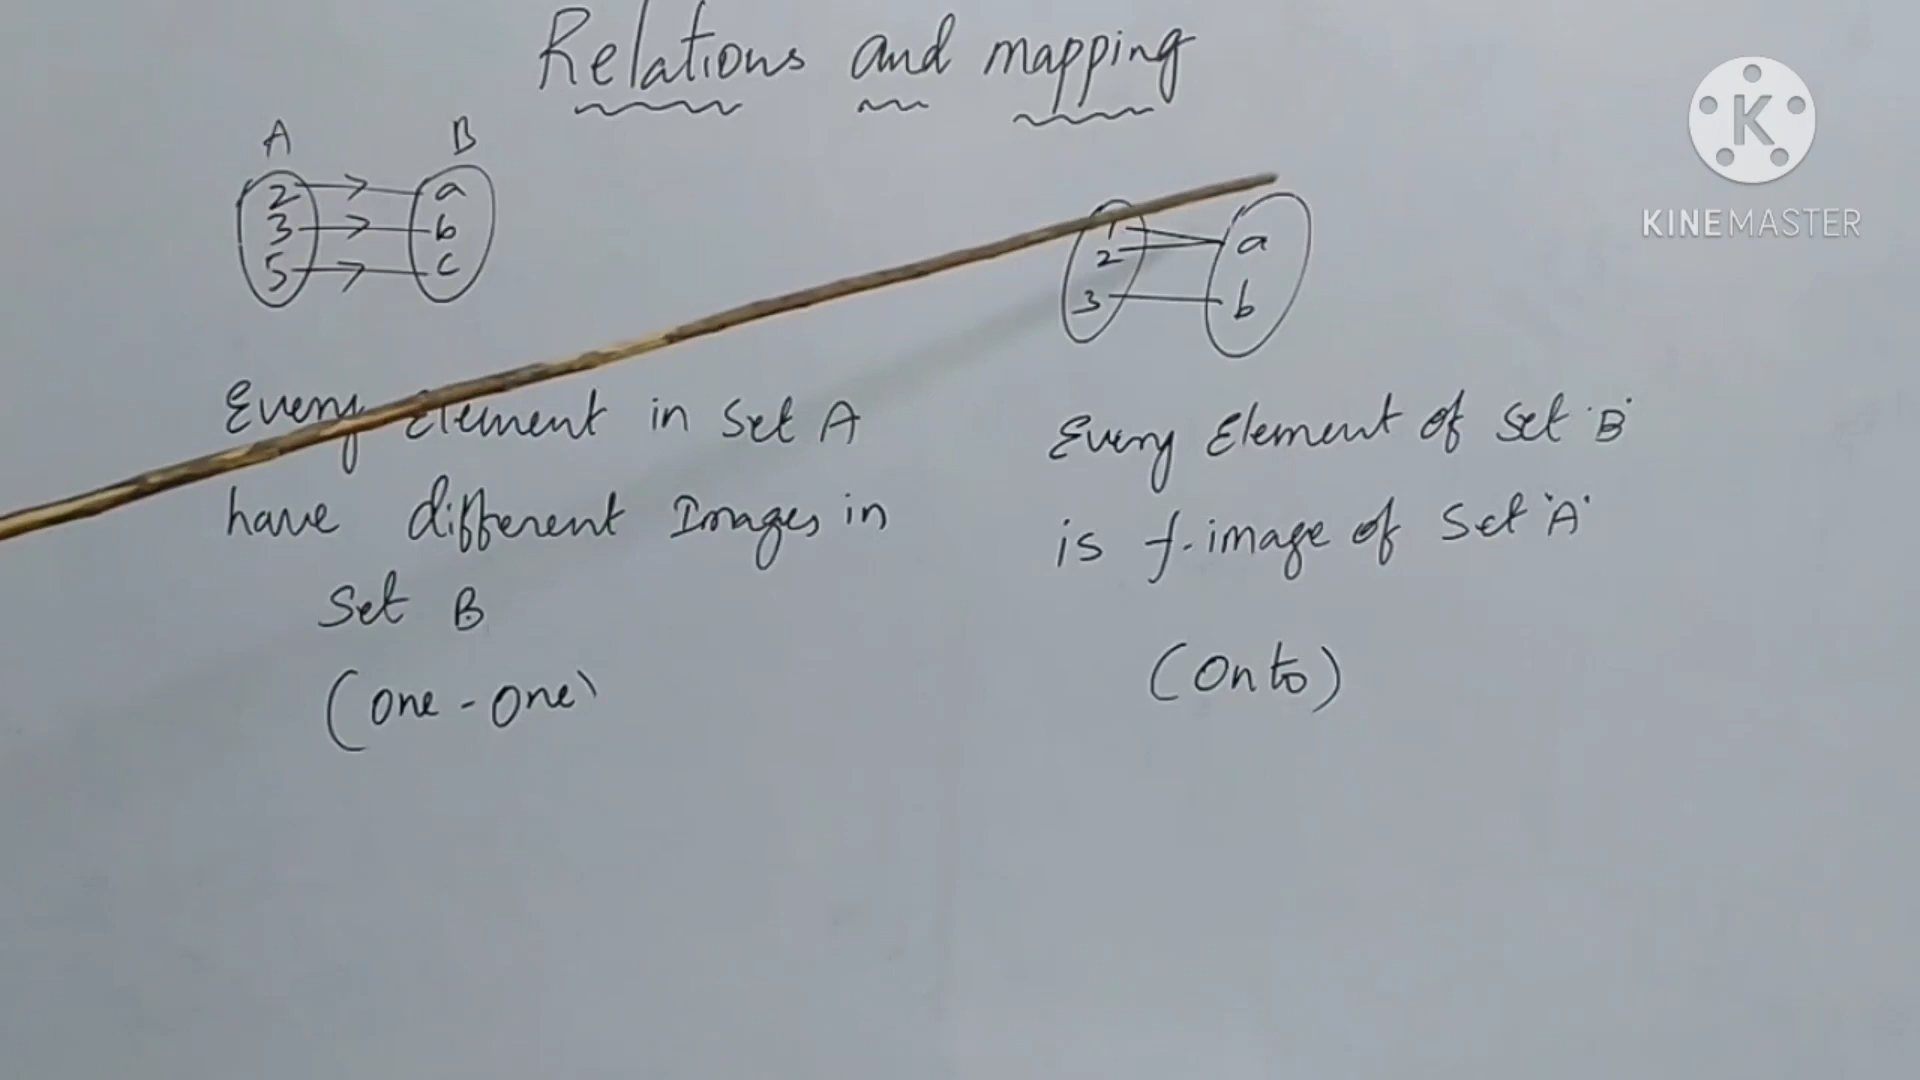 Relations and mapping
A B
2 a
3 b
5 c
1
2 a
3 b
Every Element in Set A
have different Images in
Set B
(one - one)
Every Element of Set 'B'
is f-image of Set 'A'
(Onto)
K
KINEMASTER